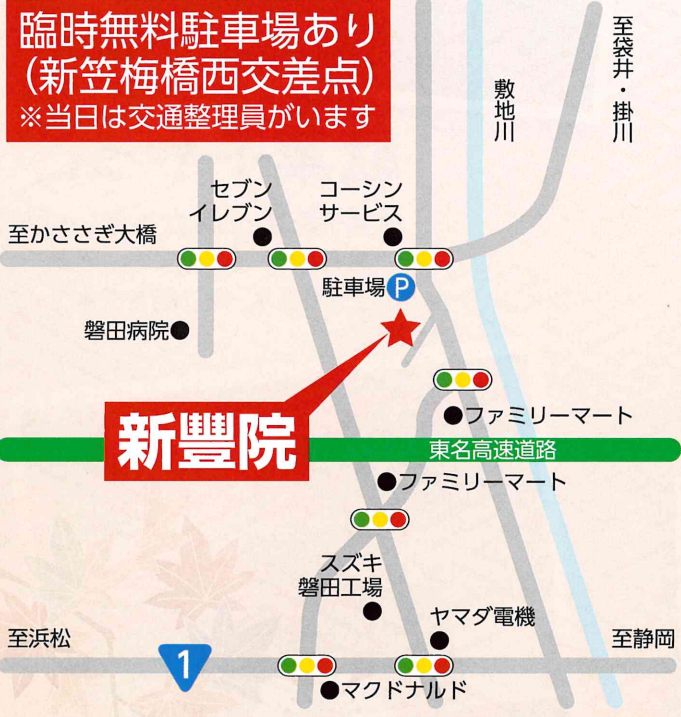 臨時無料駐車場あり
(新笠梅橋西交差点)
※当日は交通整理員がいます
至袋井・掛川
敷地川
セブン
イレブン
コーシン
サービス
至かささぎ大橋
駐車場
P
磐田病院
新豐院
ファミリーマート
東名高速道路
ファミリーマート
スズキ
磐田工場
ヤマダ電機
至浜松
1
至静岡
マクドナルド